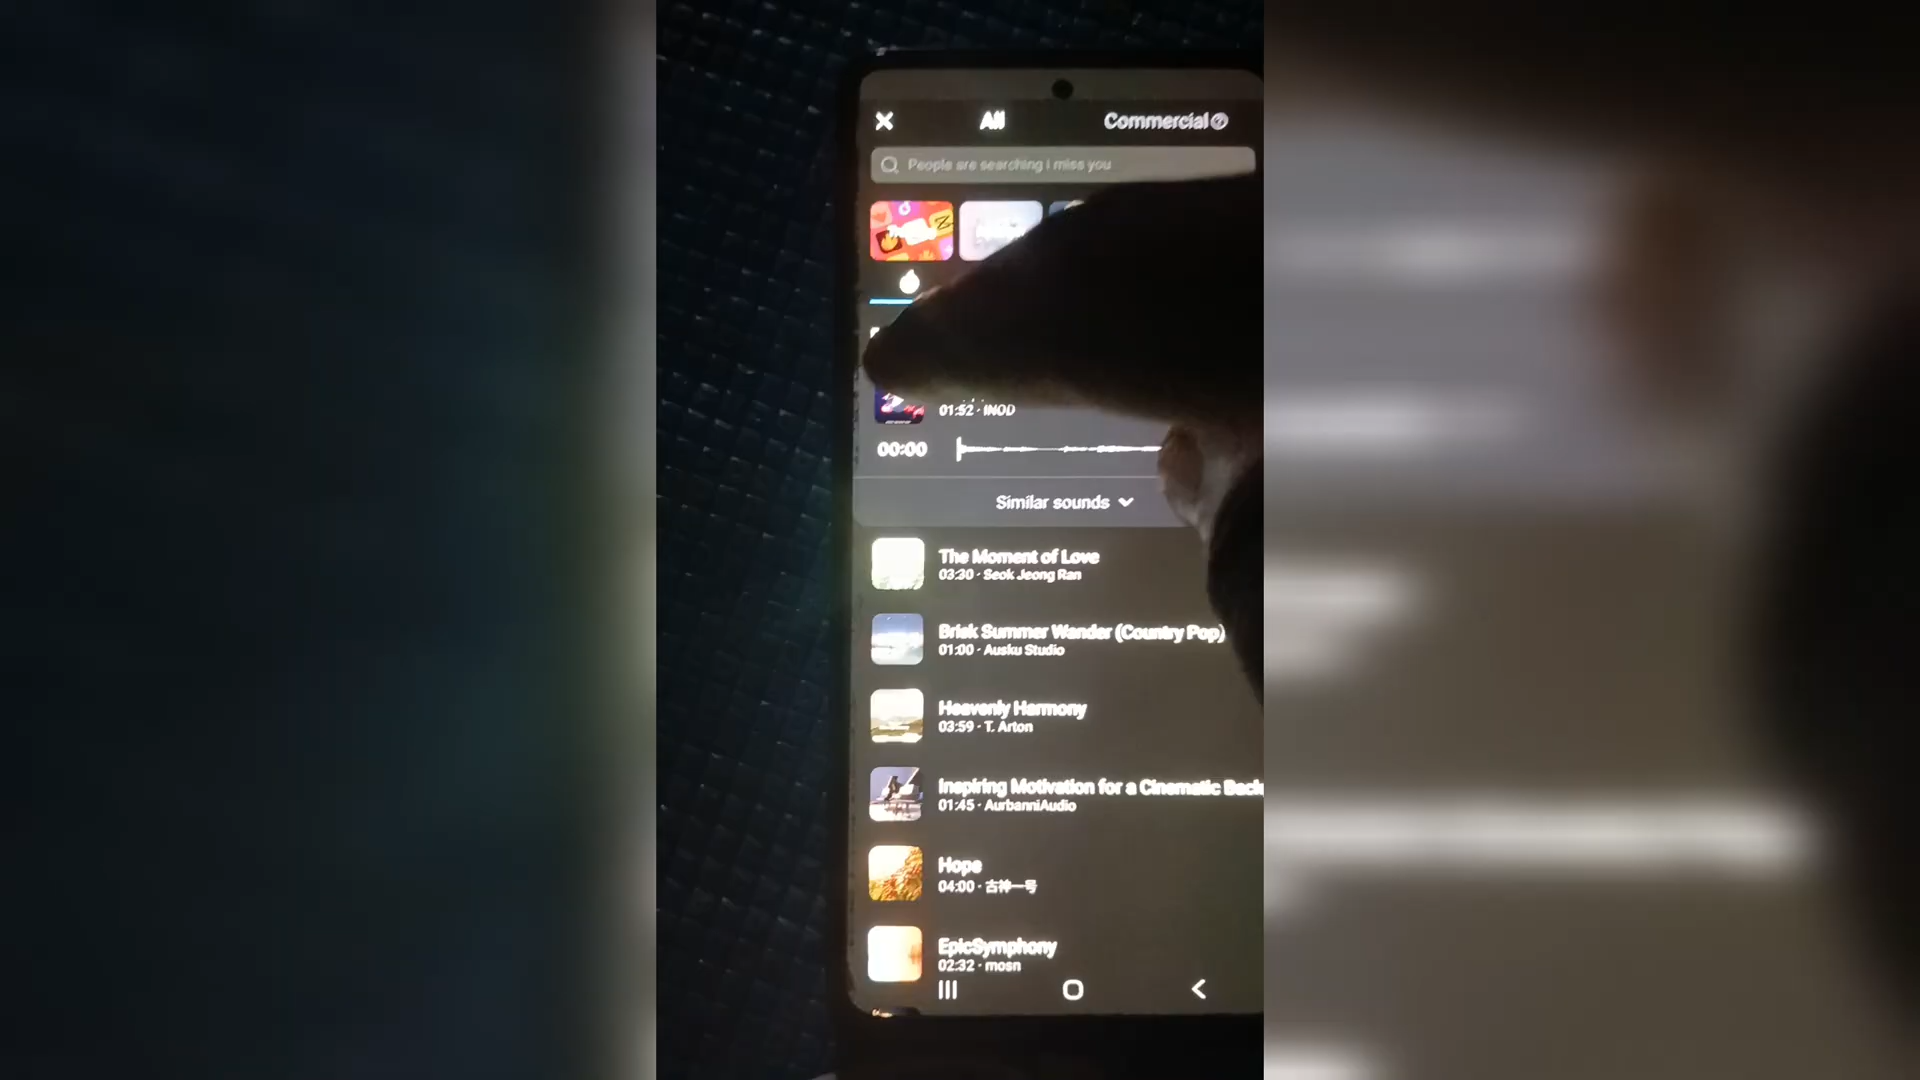 All
Commercial
People are searching i miss you
01:52 · INOD
00:00
Similar sounds
The Moment of Love
03:30 · Seok Jeong Ran
Brisk Summer Wander (Country Pop)
01:00 · Ausku Studio
Heavenly Harmony
03:59 · T. Arton
Inspiring Motivation for a Cinematic Back
01:45 · AurbanniAudio
Hope
04:00 · 古神一号
EpicSymphony
02:32 · mosn